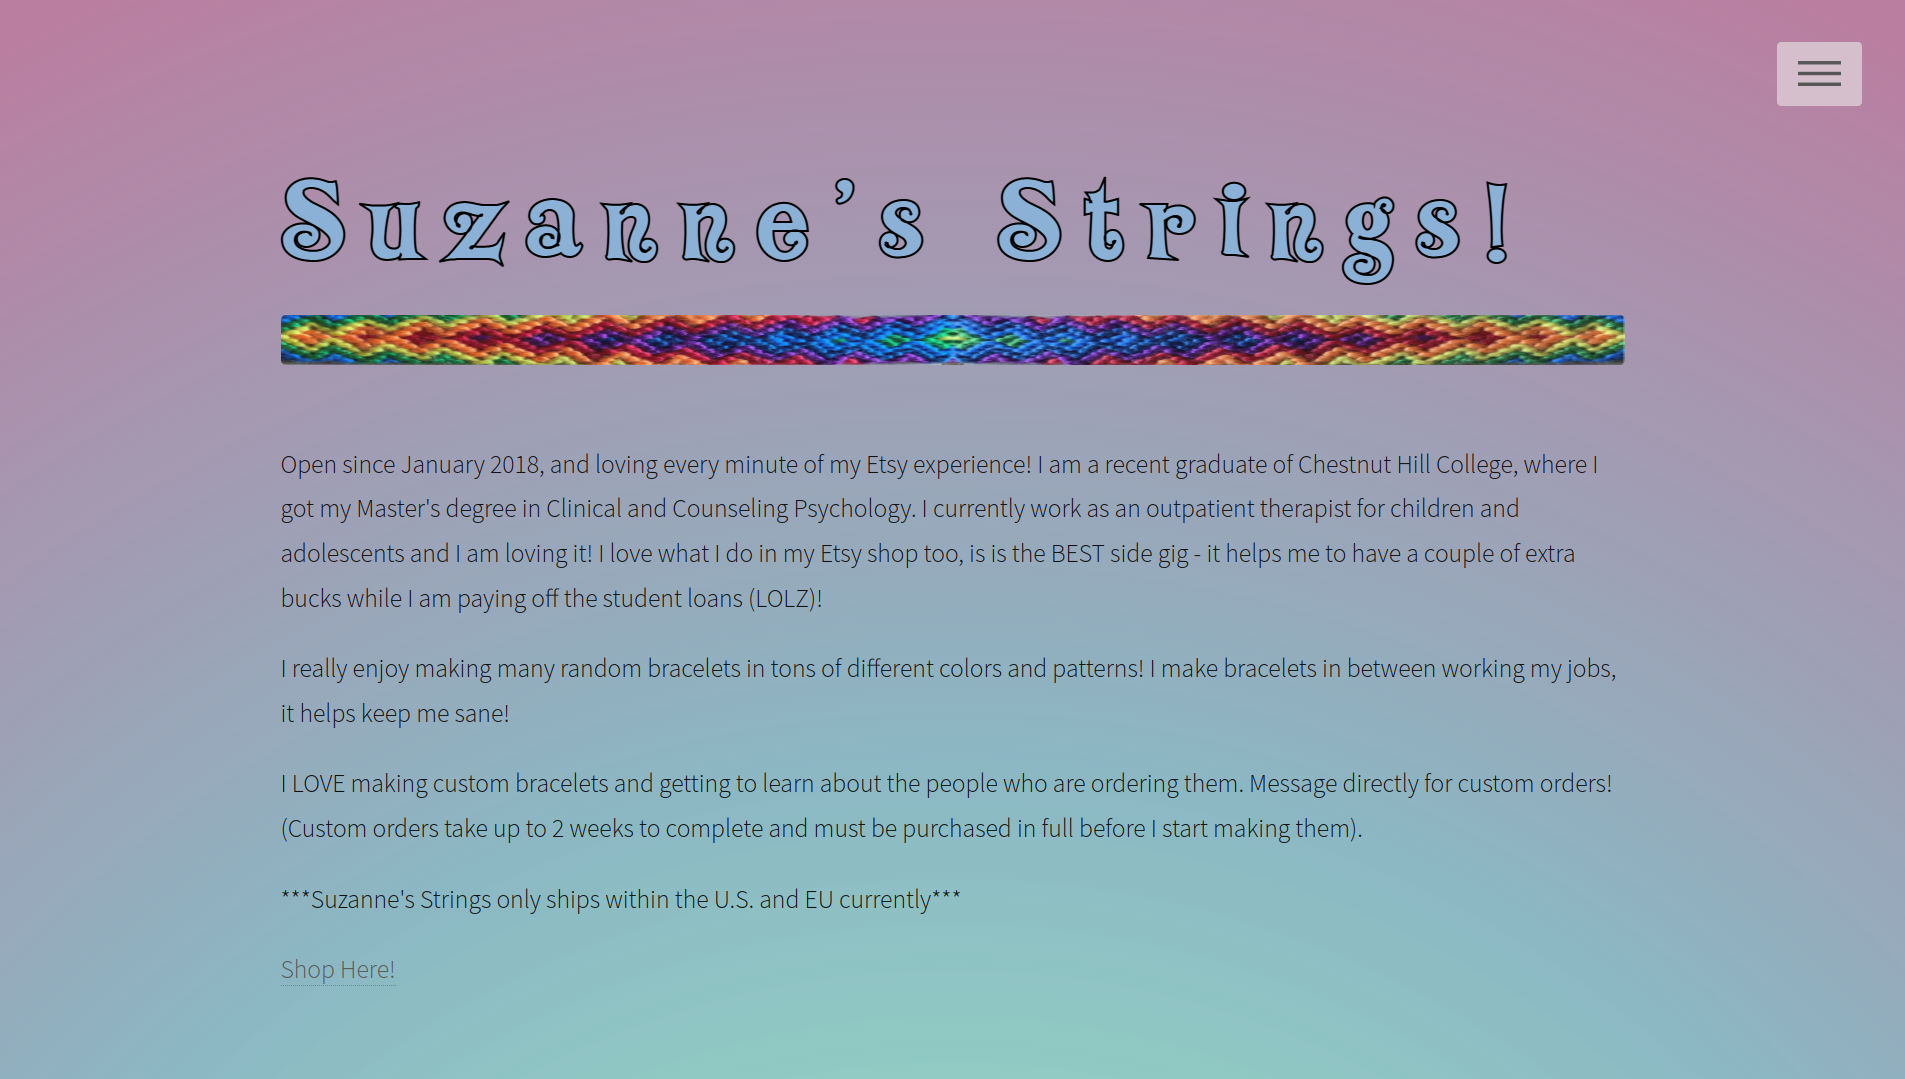 Suzanne's Strings!
Open since January 2018, and loving every minute of my Etsy experience! I am a recent graduate of Chestnut Hill College, where I
got my Master's degree in Clinical and Counseling Psychology. I currently work as an outpatient therapist for children and
adolescents and I am loving it! I love what I do in my Etsy shop too, is is the BEST side gig - it helps me to have a couple of extra
bucks while I am paying off the student loans (LOLZ)!
I really enjoy making many random bracelets in tons of different colors and patterns! I make bracelets in between working my jobs,
it helps keep me sane!
I LOVE making custom bracelets and getting to learn about the people who are ordering them. Message directly for custom orders!
(Custom orders take up to 2 weeks to complete and must be purchased in full before I start making them).
***Suzanne's Strings only ships within the U.S. and EU currently***
Shop Here!